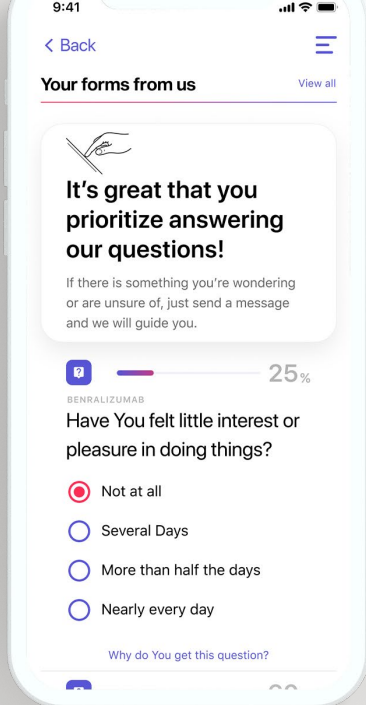 9:41
Back
Your forms from us
View all
It's great that you
prioritize answering
our questions!
If there is something you're wondering
or are unsure of, just send a message
and we will guide you.
25%
BENRALIZUMAB
Have You felt little interest or
pleasure in doing things?
Not at all
Several Days
More than half the days
Nearly every day
Why do You get this question?